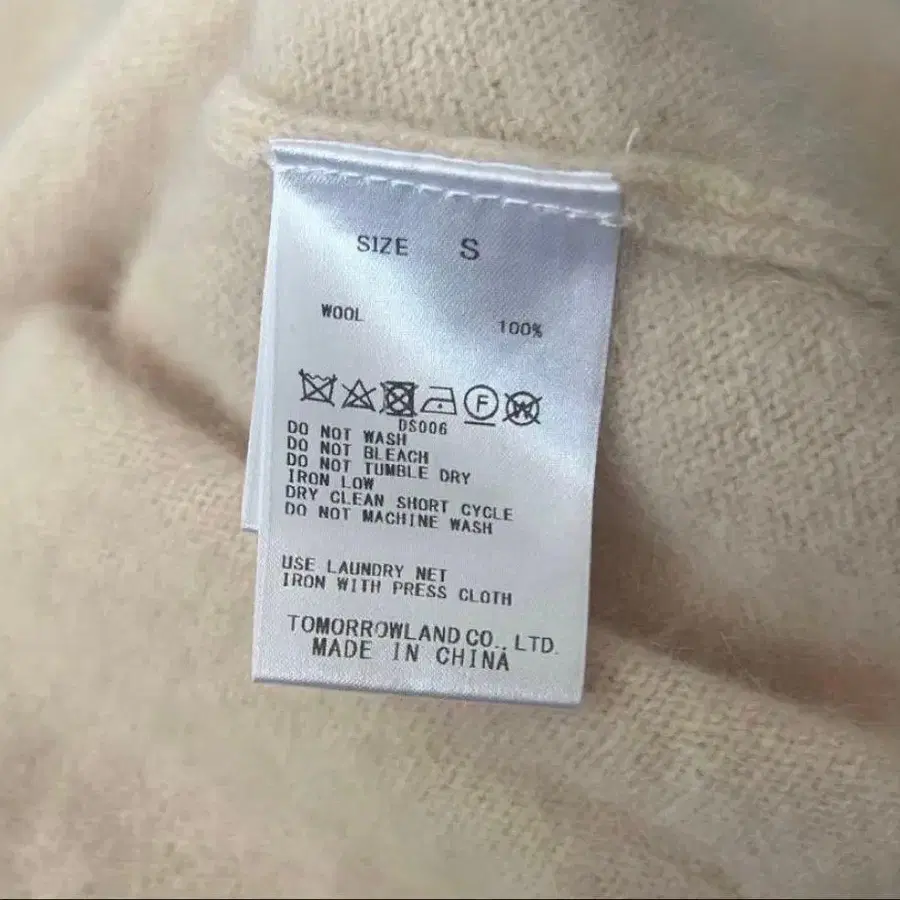 SIZE S
WOOL 100%
F W
DS006
DO NOT WASH
DO NOT BLEACH
DO NOT TUMBLE DRY
IRON LOW
DRY CLEAN SHORT CYCLE
DO NOT MACHINE WASH
USE LAUNDRY NET
IRON WITH PRESS CLOTH
TOMORROWLAND CO., LTD.
MADE IN CHINA